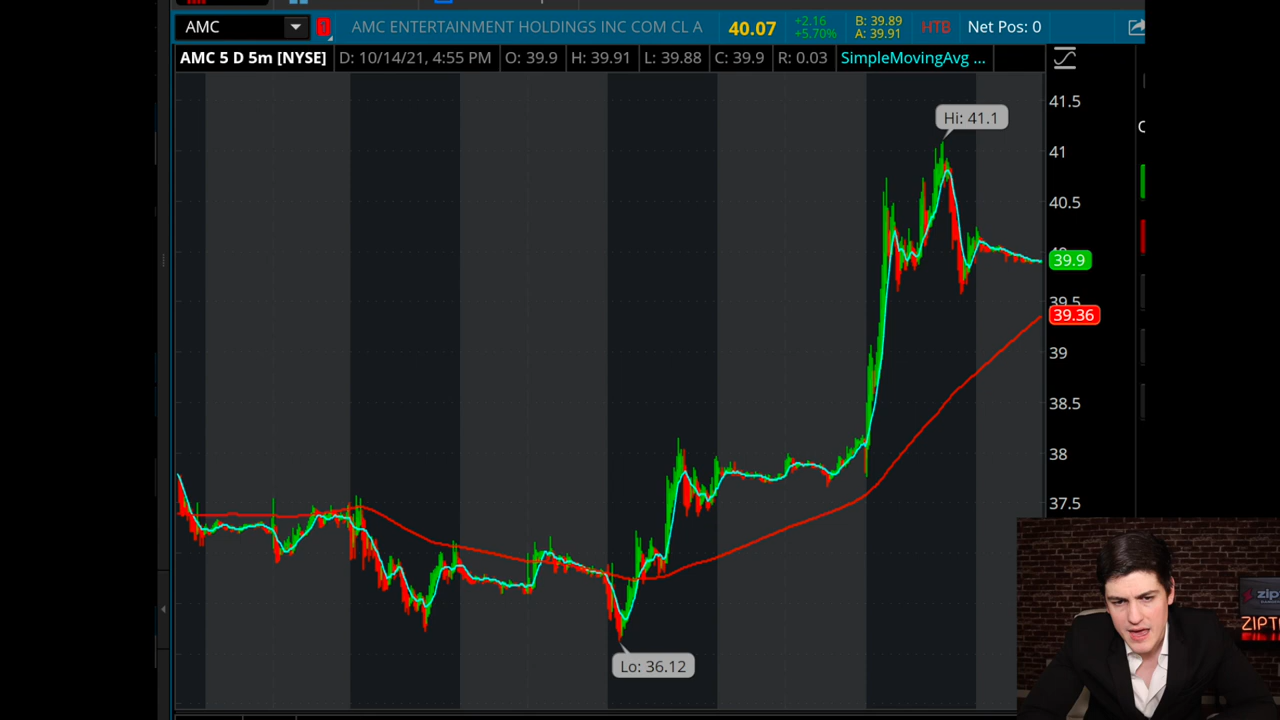 AMC
AMC ENTERTAINMENT HOLDINGS INC COM CL A
40.07
+2.16
+5.70%
B: 39.89
A: 39.91
HTB
Net Pos: 0
AMC 5 D 5m [NYSE]
D: 10/14/21, 4:55 PM
O: 39.9
H: 39.91
L: 39.88
C: 39.9
R: 0.03
SimpleMovingAvg ...
41.5
Hi: 41.1
41
40.5
39.9
39.5
39.36
39
38.5
38
37.5
Lo: 36.12
zip